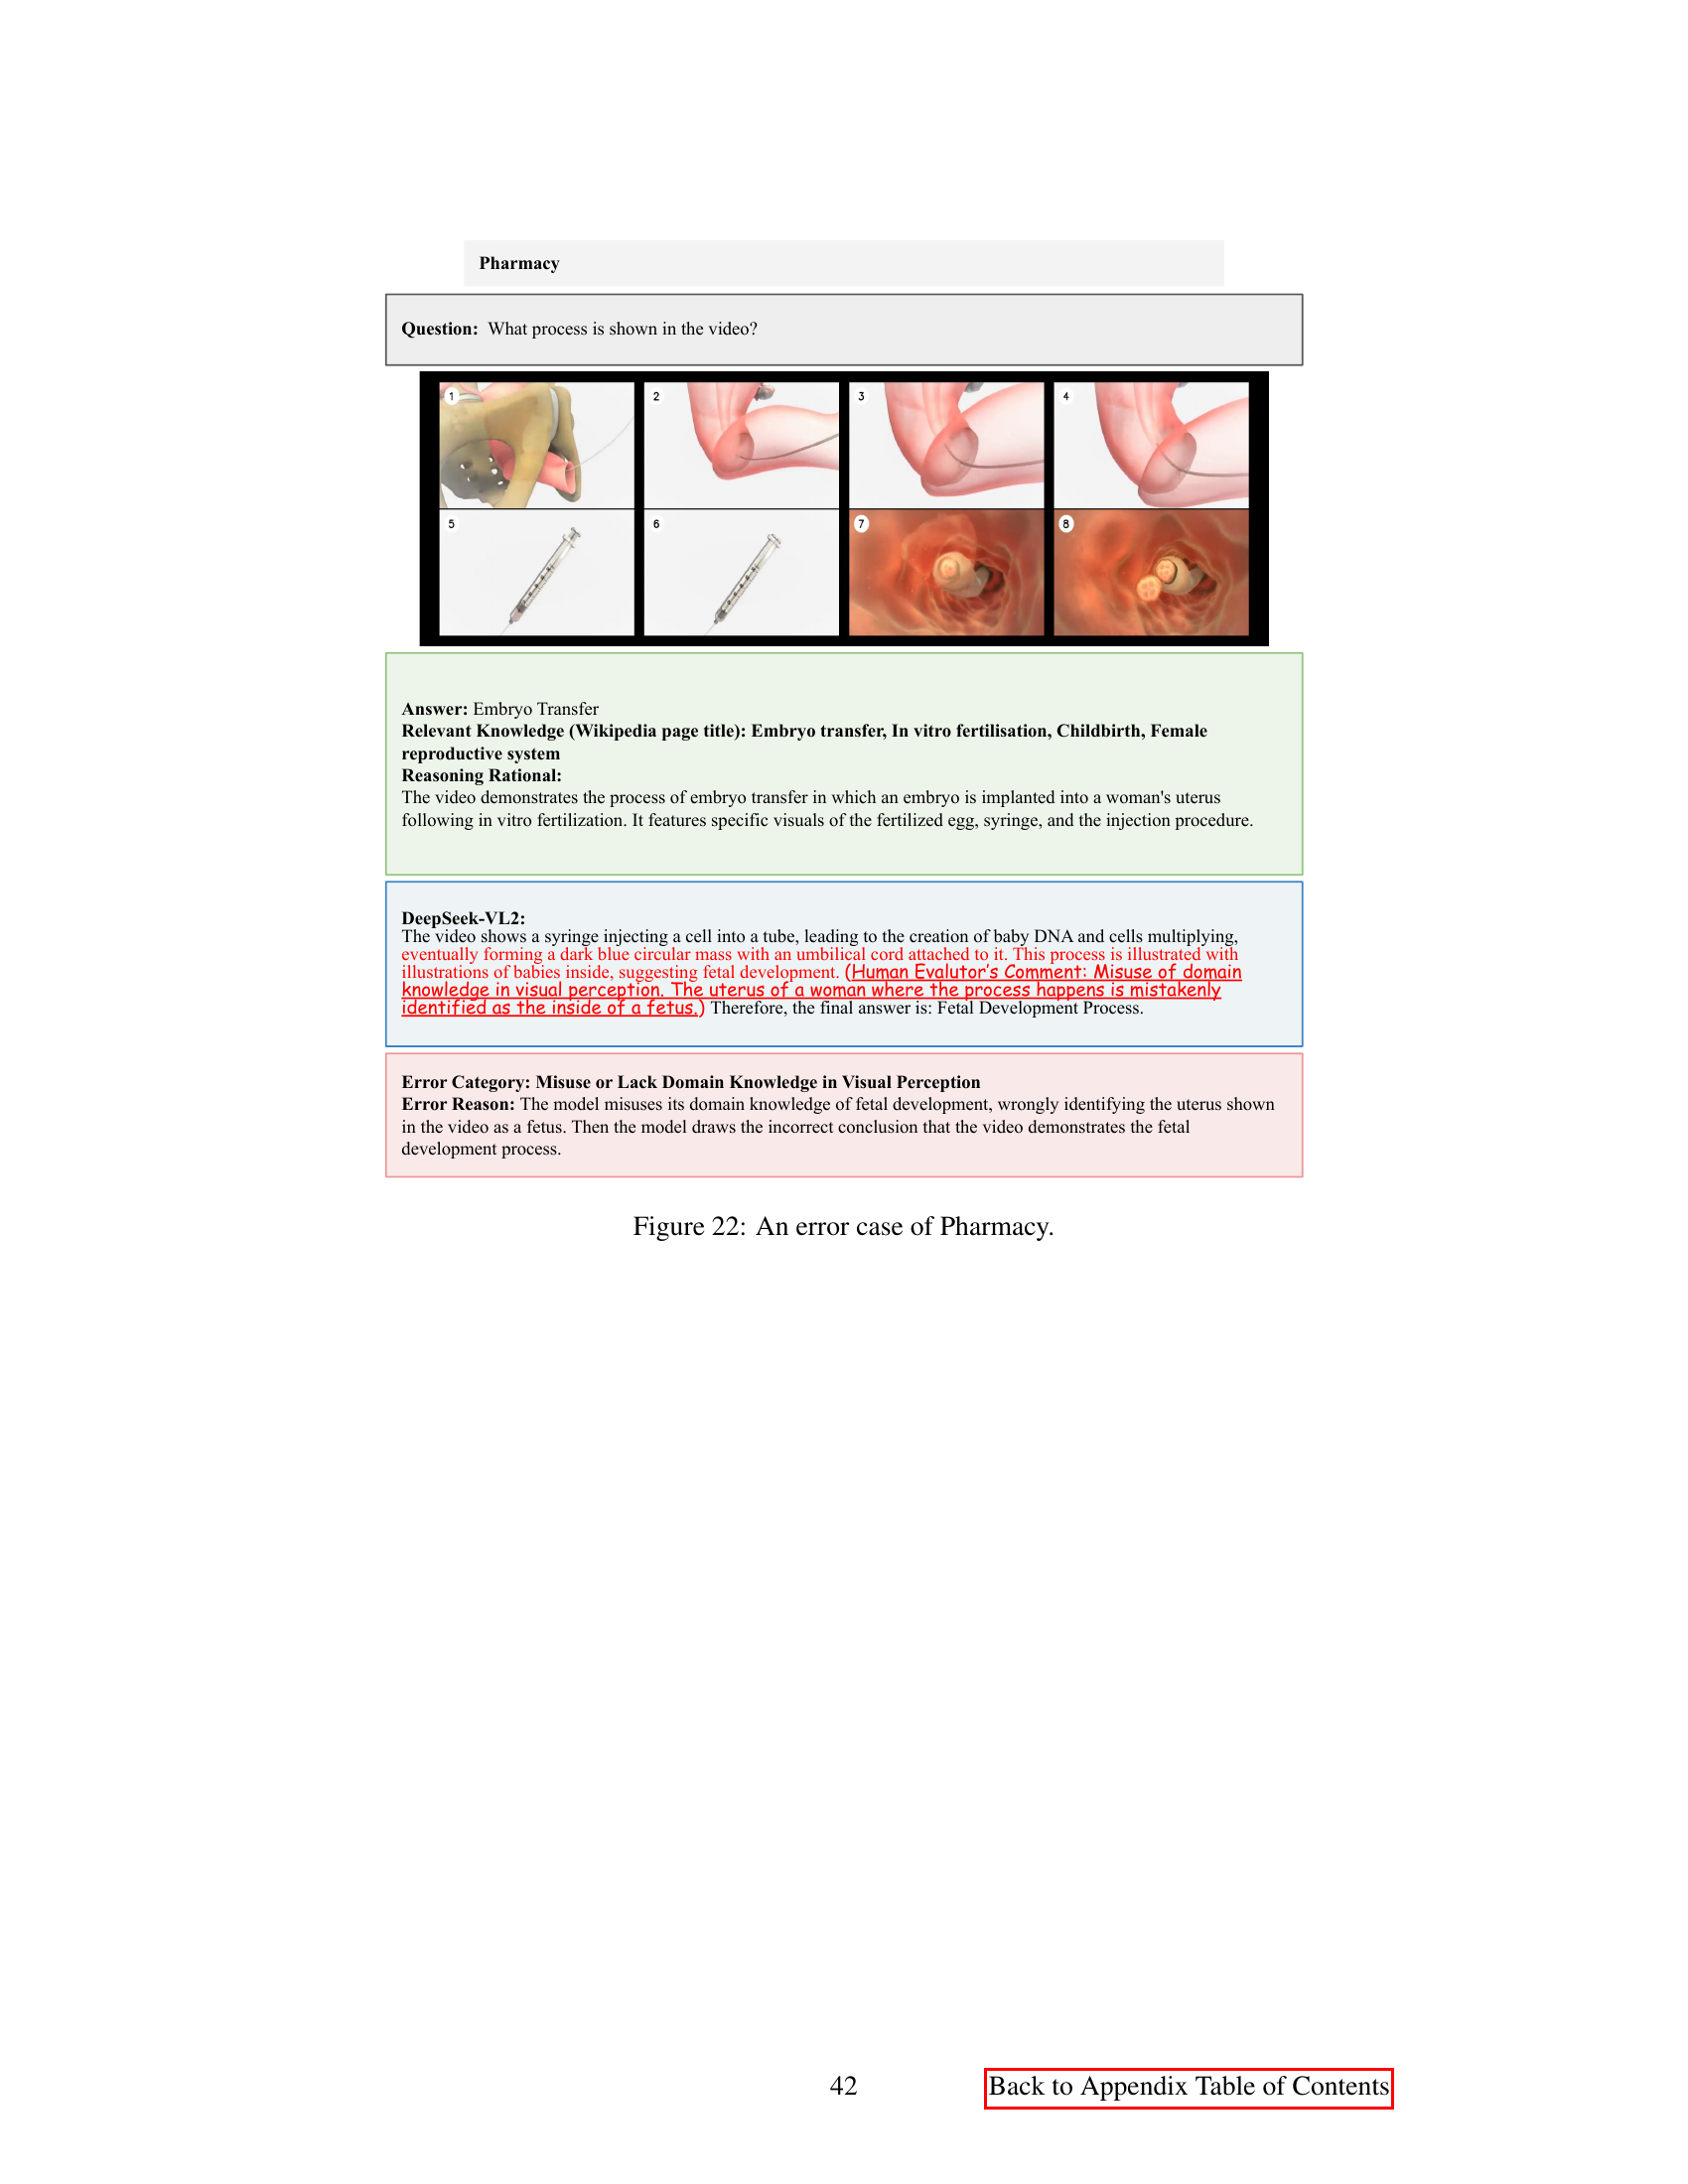 Pharmacy
Question: What process is shown in the video?
1 2 3 4
5 6 7 8
Answer: Embryo Transfer
Relevant Knowledge (Wikipedia page title): Embryo transfer, In vitro fertilisation, Childbirth, Female
reproductive system
Reasoning Rational:
The video demonstrates the process of embryo transfer in which an embryo is implanted into a woman's uterus
following in vitro fertilization. It features specific visuals of the fertilized egg, syringe, and the injection procedure.
DeepSeek-VL2:
The video shows a syringe injecting a cell into a tube, leading to the creation of baby DNA and cells multiplying,
eventually forming a dark blue circular mass with an umbilical cord attached to it. This process is illustrated with
illustrations of babies inside, suggesting fetal development. (Human Evalutor's Comment: Misuse of domain
knowledge in visual perception. The uterus of a woman where the process happens is mistakenly
identified as the inside of a fetus.) Therefore, the final answer is: Fetal Development Process.
Error Category: Misuse or Lack Domain Knowledge in Visual Perception
Error Reason: The model misuses its domain knowledge of fetal development, wrongly identifying the uterus shown
in the video as a fetus. Then the model draws the incorrect conclusion that the video demonstrates the fetal
development process.
Figure 22: An error case of Pharmacy.
42
Back to Appendix Table of Contents